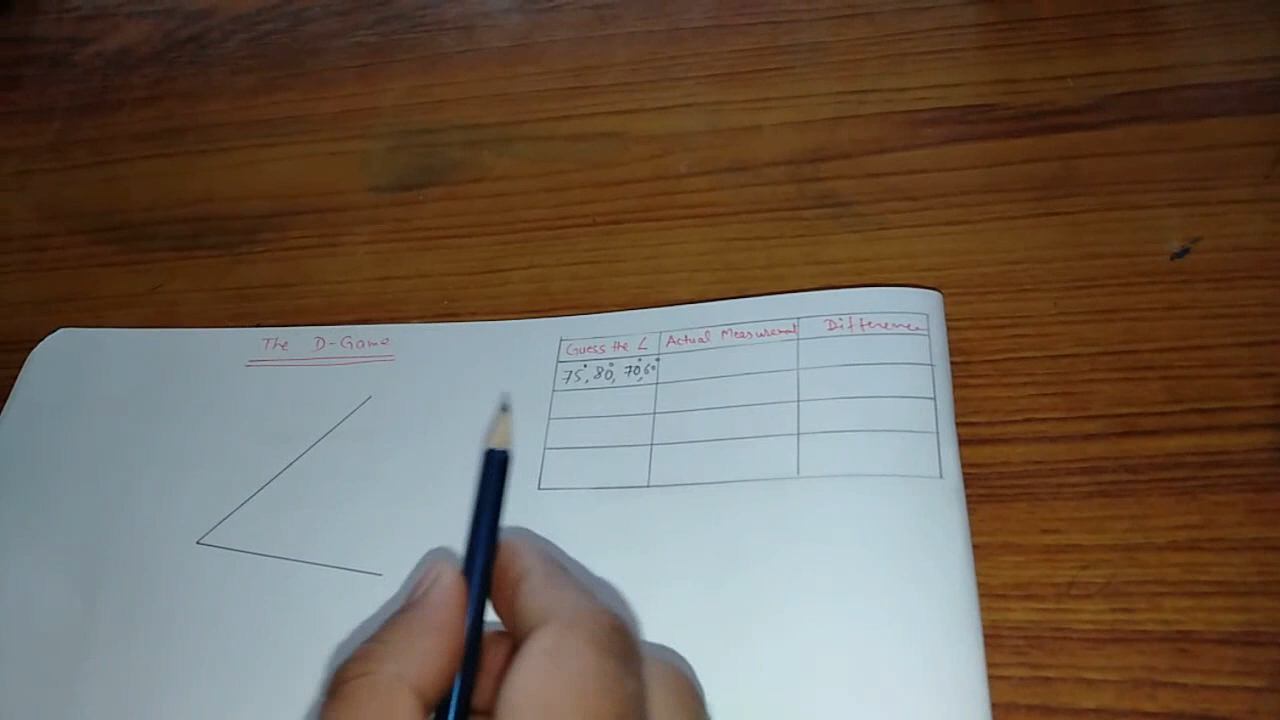 The D-Game
Guess the ∠ Actual Measurement Difference
75°, 80°, 70°, 60°